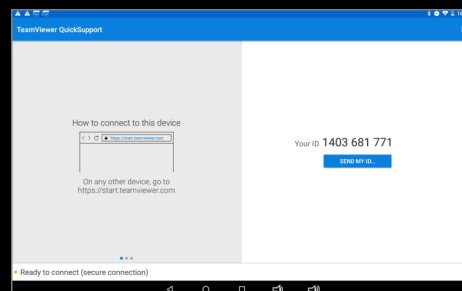 TeamViewer QuickSupport
How to connect to this device
https://start.teamviewer.com
On any other device, go to
https://start.teamviewer.com
Your ID 1403 681 771
SEND MY ID...
Ready to connect (secure connection)